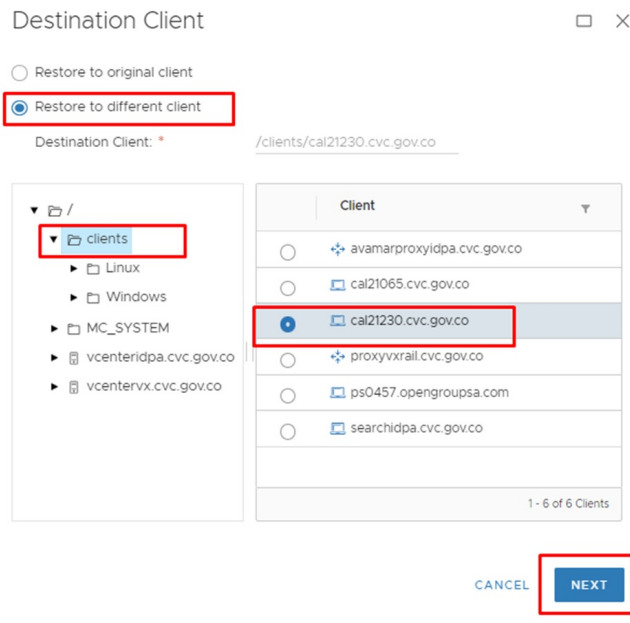 Destination Client
Restore to original client
Restore to different client
Destination Client: *
/clients/cal21230.cvc.gov.co
/
clients
Linux
Windows
MC_SYSTEM
vcenteridpa.cvc.gov.co
vcentervx.cvc.gov.co
Client
avamarproxyidpa.cvc.gov.co
cal21065.cvc.gov.co
cal21230.cvc.gov.co
proxyvxrail.cvc.gov.co
ps0457.opengroupsa.com
searchidpa.cvc.gov.co
1 - 6 of 6 Clients
CANCEL
NEXT